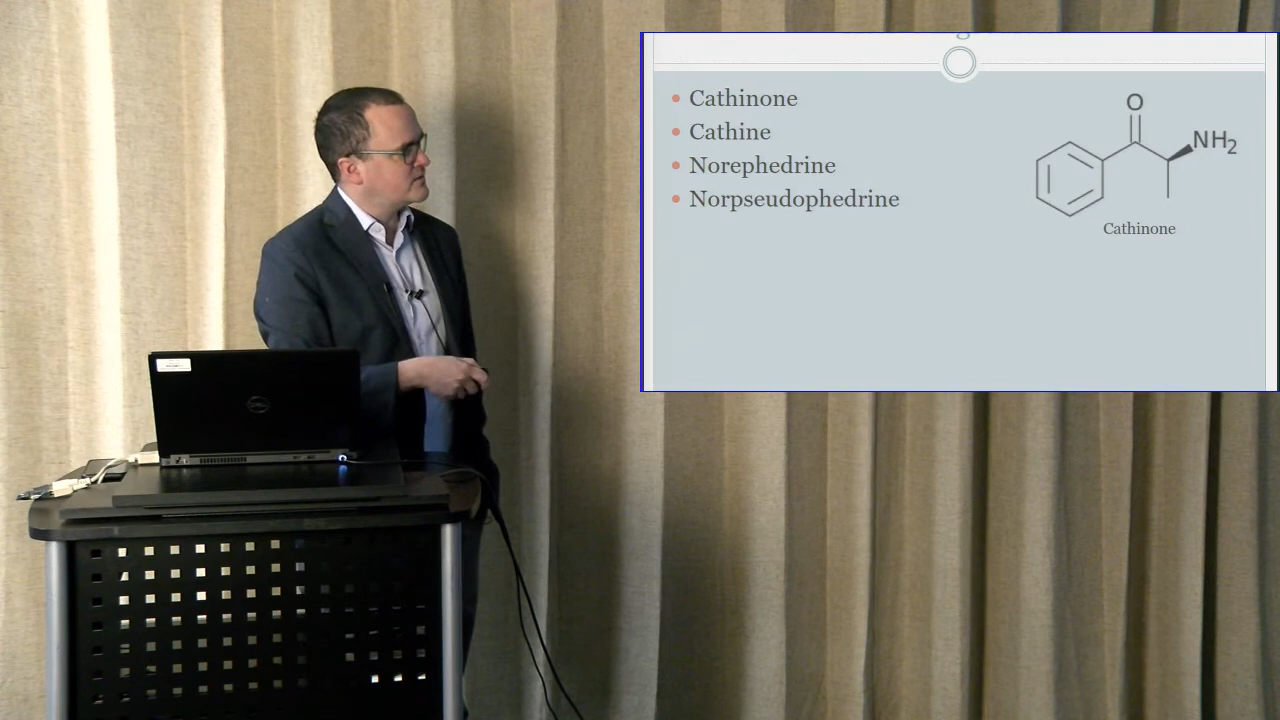 Cathinone
Cathine
Norephedrine
Norpseudophedrine
O
NH2
Cathinone